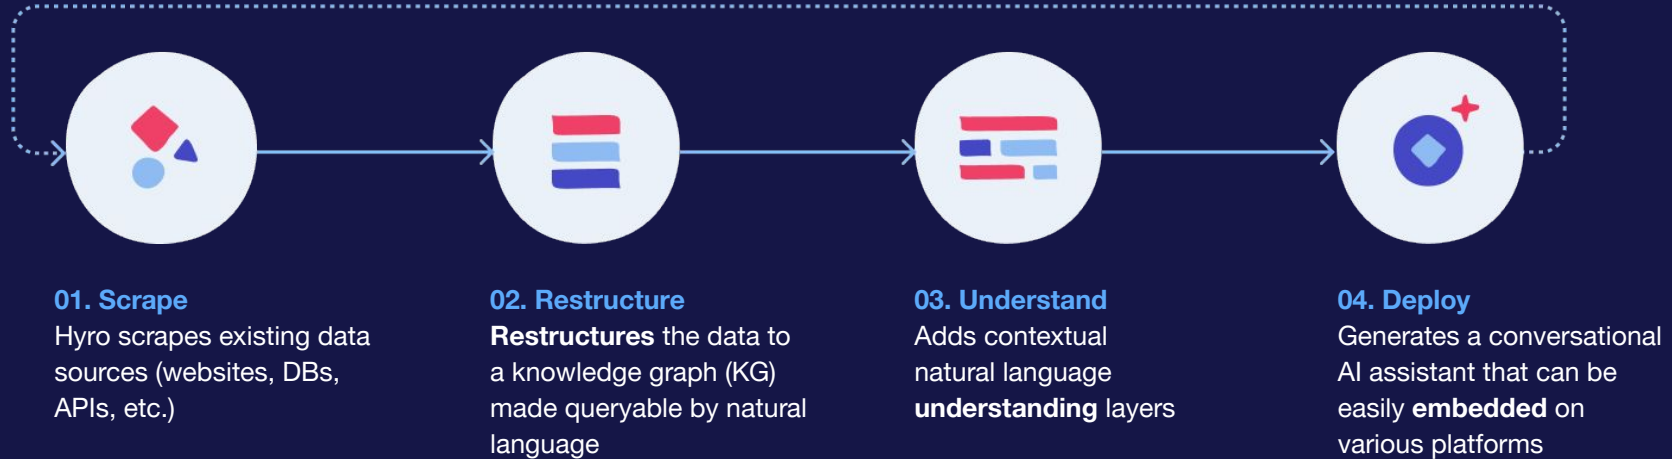 01. Scrape
Hyro scrapes existing data
sources (websites, DBs,
APIs, etc.)
02. Restructure
Restructures the data to
a knowledge graph (KG)
made queryable by natural
language
03. Understand
Adds contextual
natural language
understanding layers
04. Deploy
Generates a conversational
AI assistant that can be
easily embedded on
various platforms